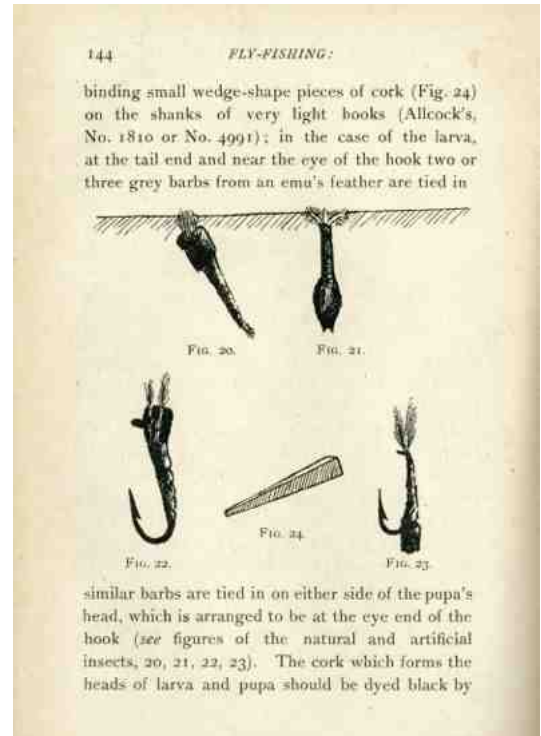 144
FLY-FISHING:
binding small wedge-shape pieces of cork (Fig. 24)
on the shanks of very light hooks (Allcock's,
No. 1810 or No. 4991); in the case of the larva,
at the tail end and near the eye of the hook two or
three grey barbs from an emu's feather are tied in
FIG. 20.
FIG. 21.
FIG. 22.
FIG. 24.
FIG. 23.
similar barbs are tied in on either side of the pupa's
head, which is arranged to be at the eye end of the
hook (see figures of the natural and artificial
insects, 20, 21, 22, 23). The cork which forms the
heads of larva and pupa should be dyed black by